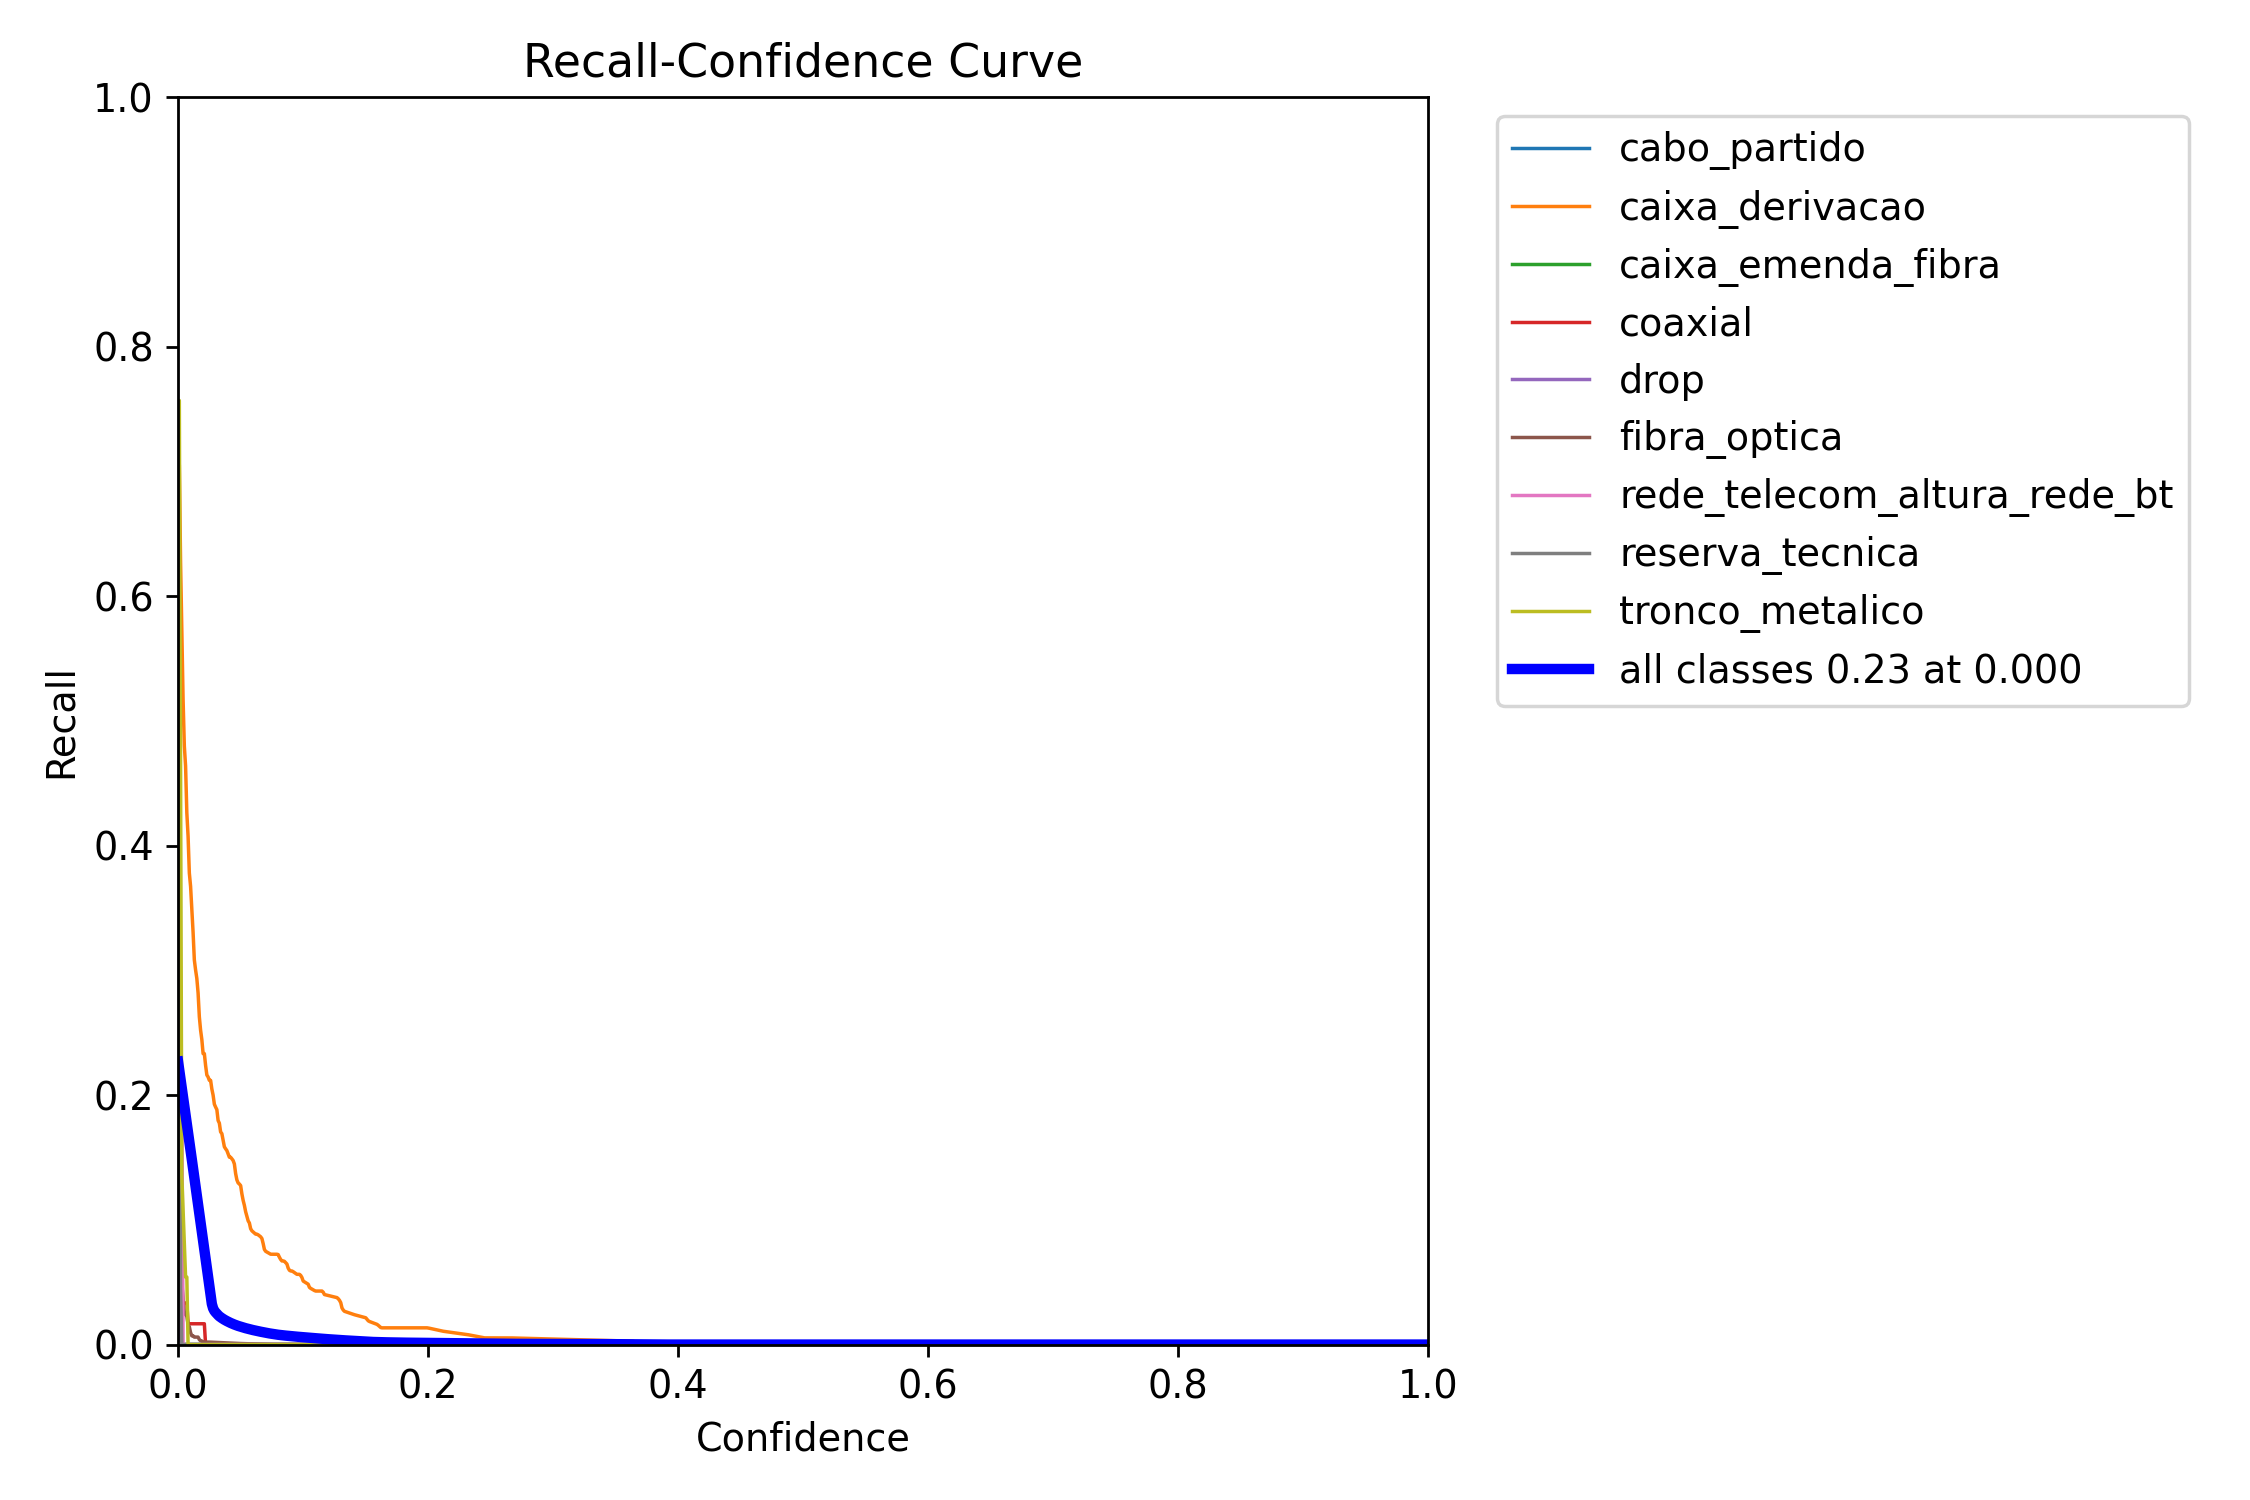 Recall-Confidence Curve
1.0
0.8
0.6
0.4
0.2
0.0
Recall
0.0 0.2 0.4 0.6 0.8 1.0
Confidence
cabo_partido
caixa_derivacao
caixa_emenda_fibra
coaxial
drop
fibra_optica
rede_telecom_altura_rede_bt
reserva_tecnica
tronco_metalico
all classes 0.23 at 0.000